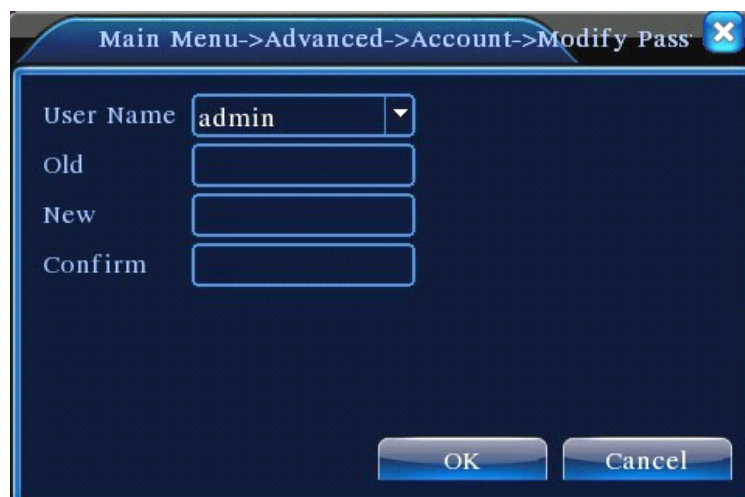 Main Menu->Advanced->Account->Modify Pass
User Name admin
Old
New
Confirm
OK Cancel